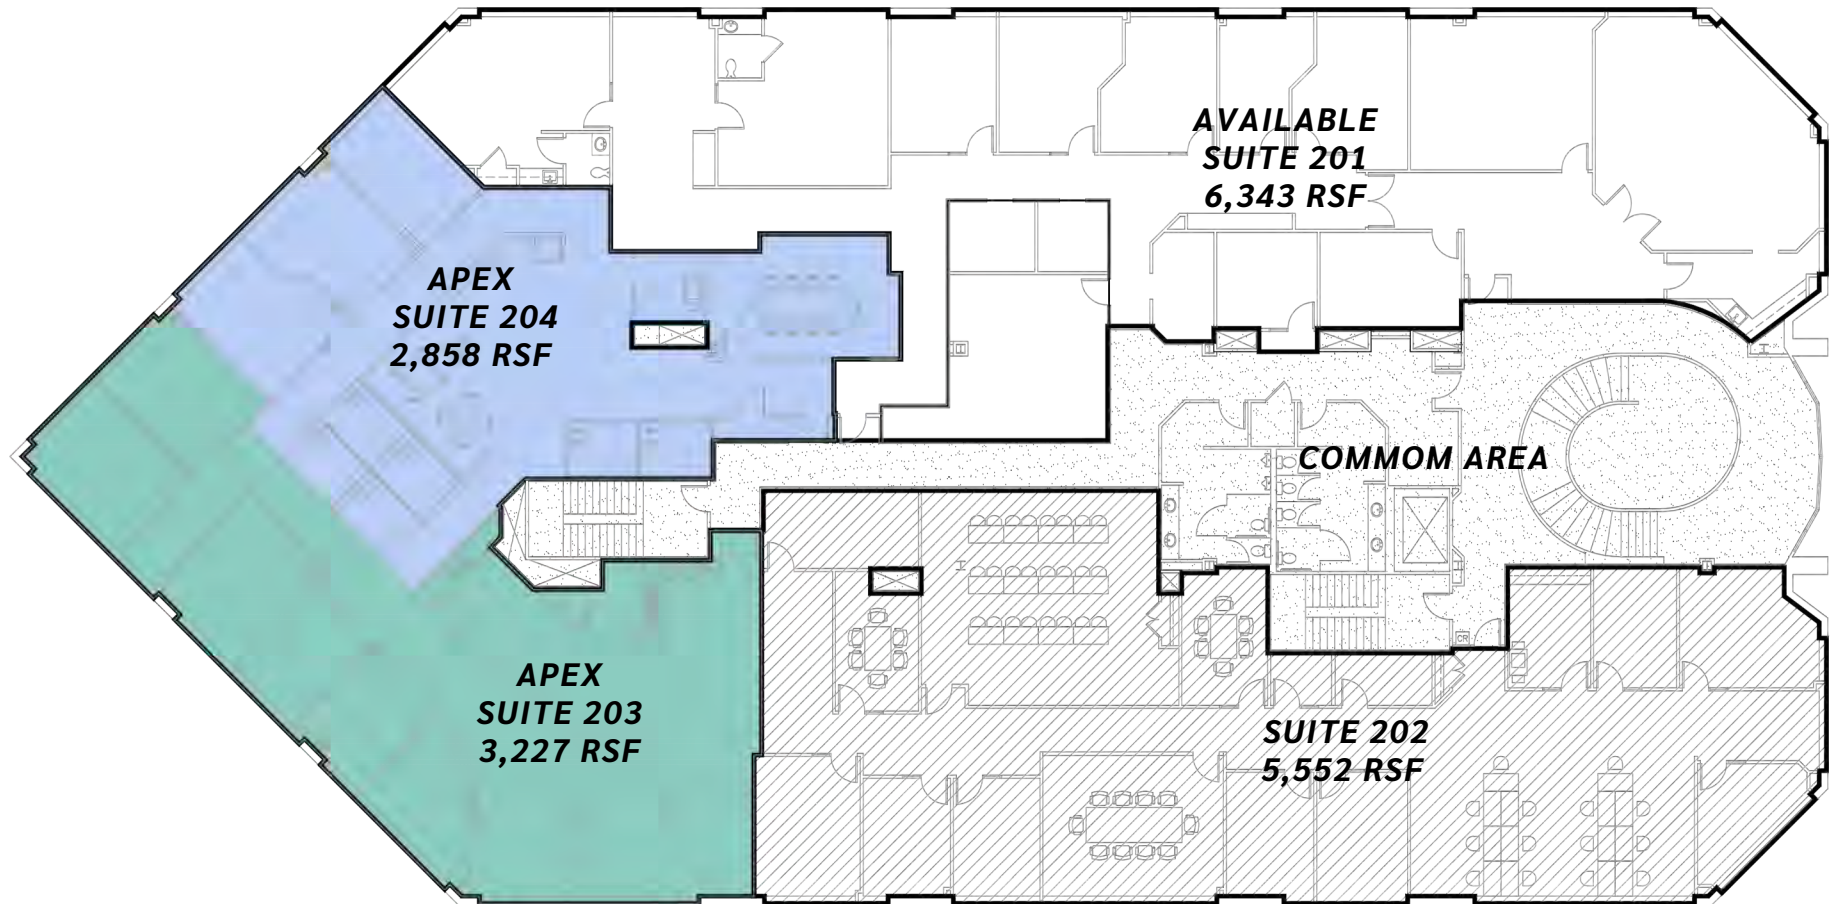 AVAILABLE
SUITE 201
6,343 RSF
APEX
SUITE 204
2,858 RSF
COMMOM AREA
APEX
SUITE 203
3,227 RSF
SUITE 202
5,552 RSF
CR